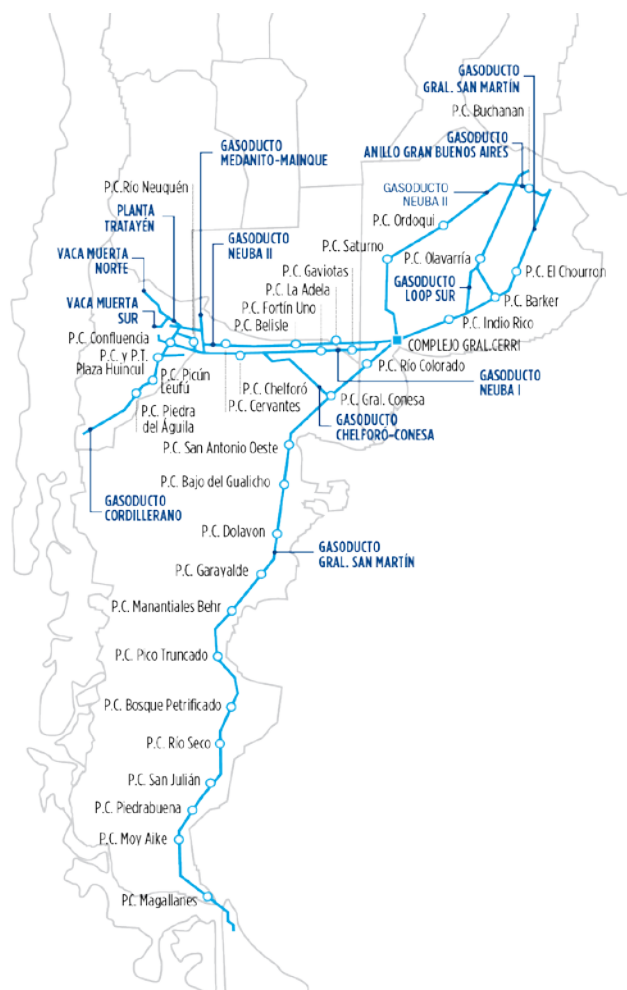 GASODUCTO
GRAL. SAN MARTÍN
P.C. Buchanan
GASODUCTO
ANILLO GRAN BUENOS AIRES
GASODUCTO
MEDANITO-MAINQUE
P.C.Río Neuquén
GASODUCTO
NEUBA II
PLANTA
TRATAYÉN
GASODUCTO
NEUBA II
P.C. Ordoqui
P.C. Saturno
VACA MUERTA
NORTE
P.C. Olavarría
P.C. Gaviotas
P.C. El Chourron
P.C. La Adela
GASODUCTO
LOOP SUR
VACA MUERTA
SUR
P.C. Fortín Uno
P.C. Barker
P.C. Belisle
P.C. Indio Rico
P.C. Confluencia
COMPLEJO GRAL.CERRI
P.C. y P.T.
Plaza Huincul
P.C. Río Colorado
P.C. Picún
Leufú
GASODUCTO
NEUBA I
P.C. Chelforó
P.C. Gral. Conesa
P.C. Cervantes
P.C. Piedra
del Águila
GASODUCTO
CHELFORÓ-CONESA
P.C. San Antonio Oeste
P.C. Bajo del Gualicho
GASODUCTO
CORDILLERANO
P.C. Dolavon
GASODUCTO
GRAL. SAN MARTÍN
P.C. Garayalde
P.C. Manantiales Behr
P.C. Pico Truncado
P.C. Bosque Petrificado
P.C. Río Seco
P.C. San Julián
P.C. Piedrabuena
P.C. Moy Aike
P.C. Magallanes